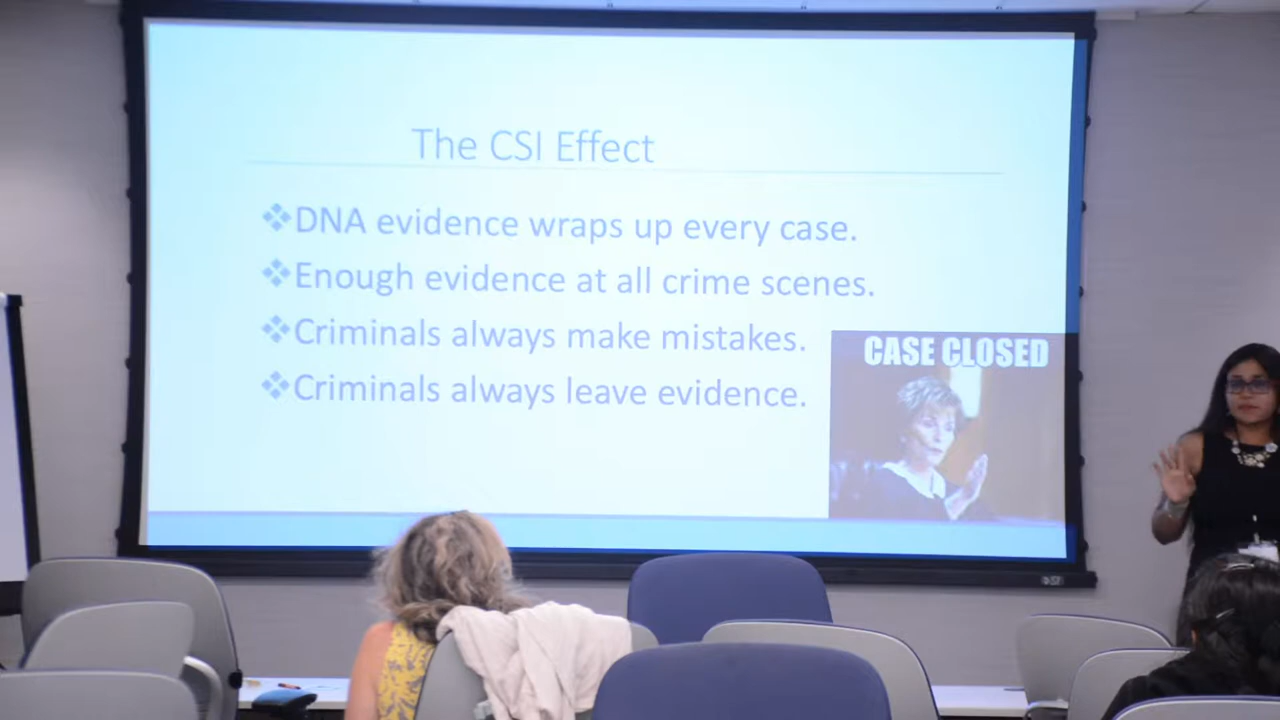 The CSI Effect
❖DNA evidence wraps up every case.
❖Enough evidence at all crime scenes.
❖Criminals always make mistakes.
❖Criminals always leave evidence.
CASE CLOSED